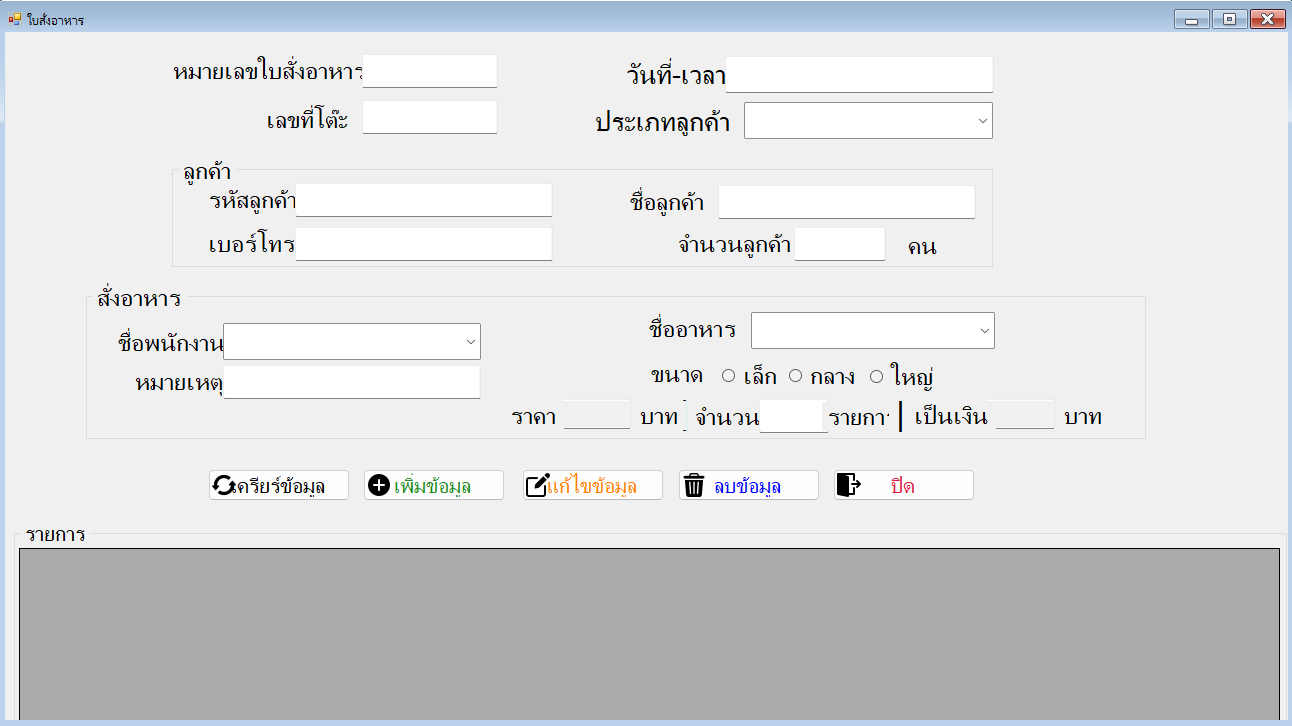 ใบสั่งอาหาร
หมายเลขใบสั่งอาหาร วันที่-เวลา
เลขที่โต๊ะ ประเภทลูกค้า
ลูกค้า
รหัสลูกค้า ชื่อลูกค้า
เบอร์โทร จำนวนลูกค้า คน
สั่งอาหาร
ชื่อพนักงาน ชื่ออาหาร
หมายเหตุ ขนาด เล็ก กลาง ใหญ่
ราคา บาท จำนวน รายการ เป็นเงิน บาท
เครียร์ข้อมูล เพิ่มข้อมูล แก้ไขข้อมูล ลบข้อมูล ปิด
รายการ